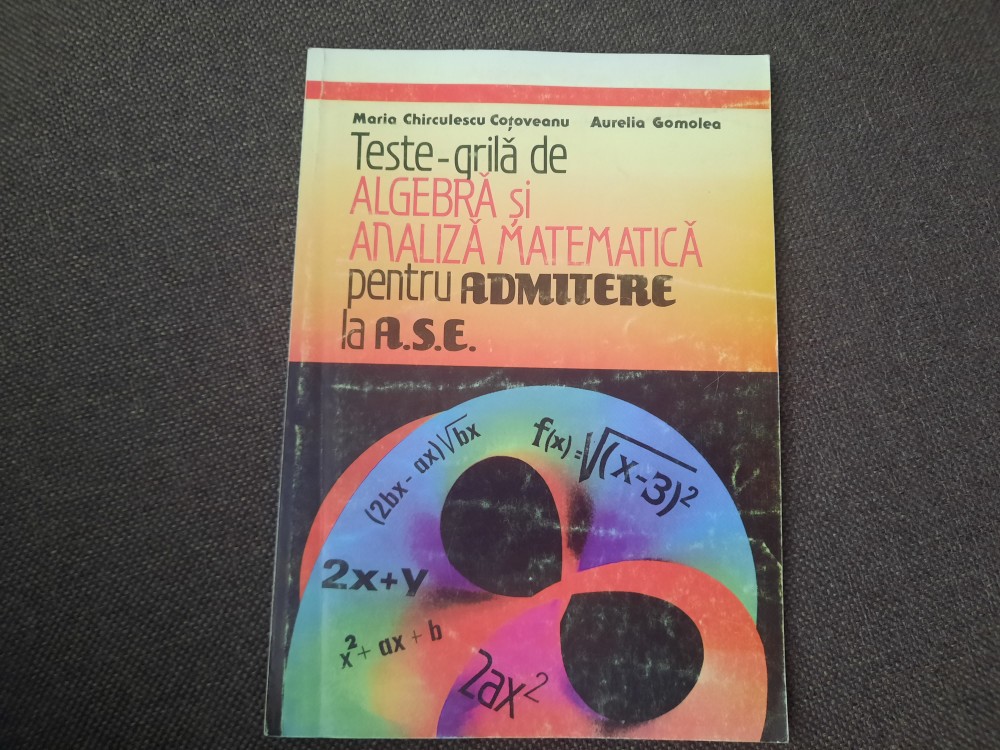 Maria Chirculescu Coțoveanu Aurelia Gomolea
Teste-grilă de
ALGEBRĂ și
ANALIZĂ MATEMATICĂ
pentru ADMITERE
la A.S.E.
(2bx - ax)√bx
f(x) = √(x-3)²
2x+y
x² + ax + b
2ax²